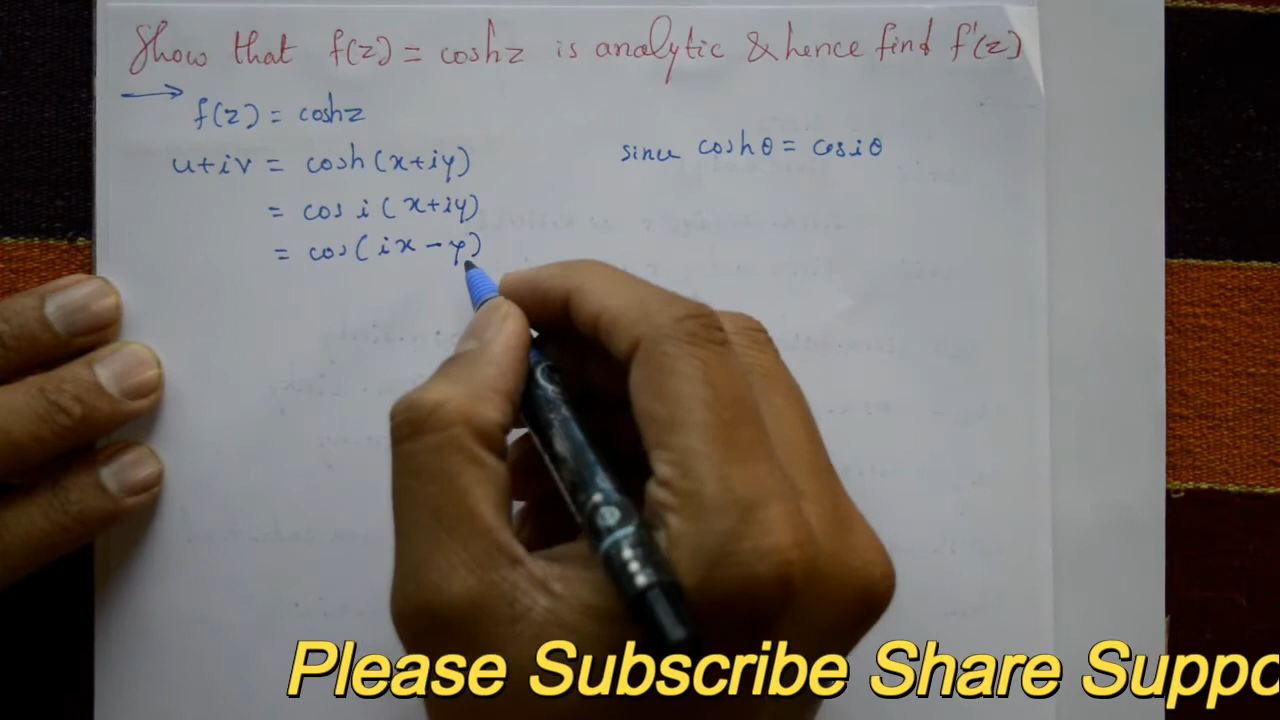 Show that f(z) = coshz is analytic & hence find f'(z)
→ f(z) = coshz
u+iv = cosh(x+iy)
since coshθ = cosiθ
= cos i(x+iy)
= cos(ix-y)
Please Subscribe Share Suppo